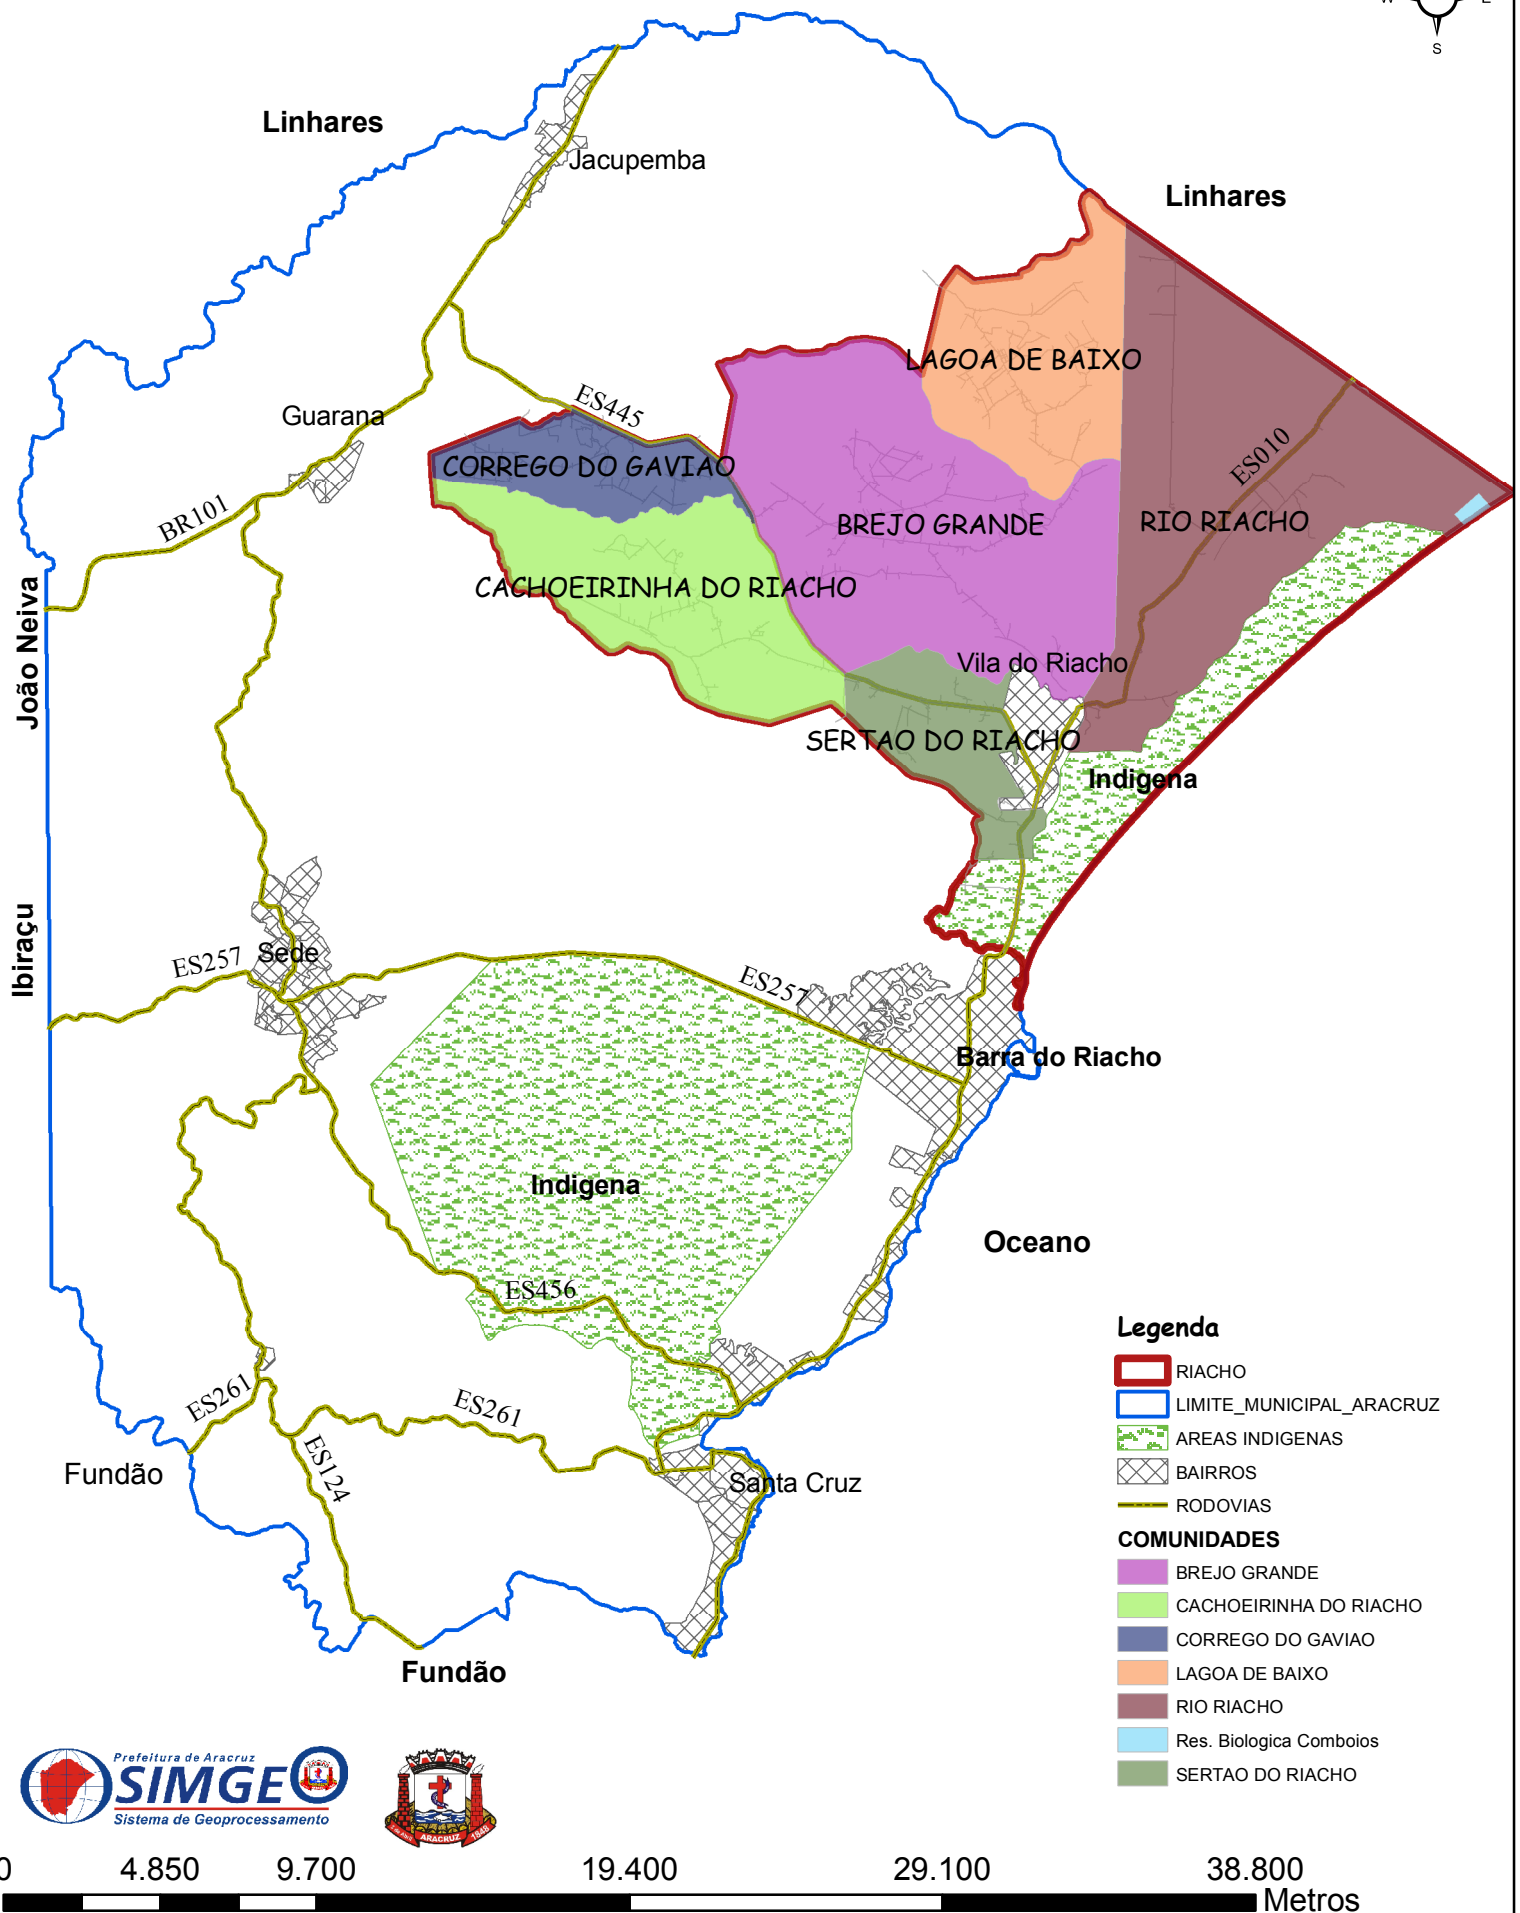 W
E
S
Linhares
Jacupemba
Linhares
LAGOA DE BAIXO
ES445
Guarana
CORREGO DO GAVIAO
ES010
BR101
BREJO GRANDE
RIO RIACHO
CACHOEIRINHA DO RIACHO
João Neiva
Vila do Riacho
SERTAO DO RIACHO
Indigena
Ibiraçu
ES257
Sede
ES257
Barra do Riacho
Indigena
Oceano
ES456
ES261
ES261
ES124
Fundão
Santa Cruz
Fundão
Legenda
RIACHO
LIMITE_MUNICIPAL_ARACRUZ
AREAS INDIGENAS
BAIRROS
RODOVIAS
COMUNIDADES
BREJO GRANDE
CACHOEIRINHA DO RIACHO
CORREGO DO GAVIAO
LAGOA DE BAIXO
RIO RIACHO
Res. Biologica Comboios
SERTAO DO RIACHO
Prefeitura de Aracruz
SIMGEO
Sistema de Geoprocessamento
ARACRUZ
1848
0 4.850 9.700 19.400 29.100 38.800
Metros